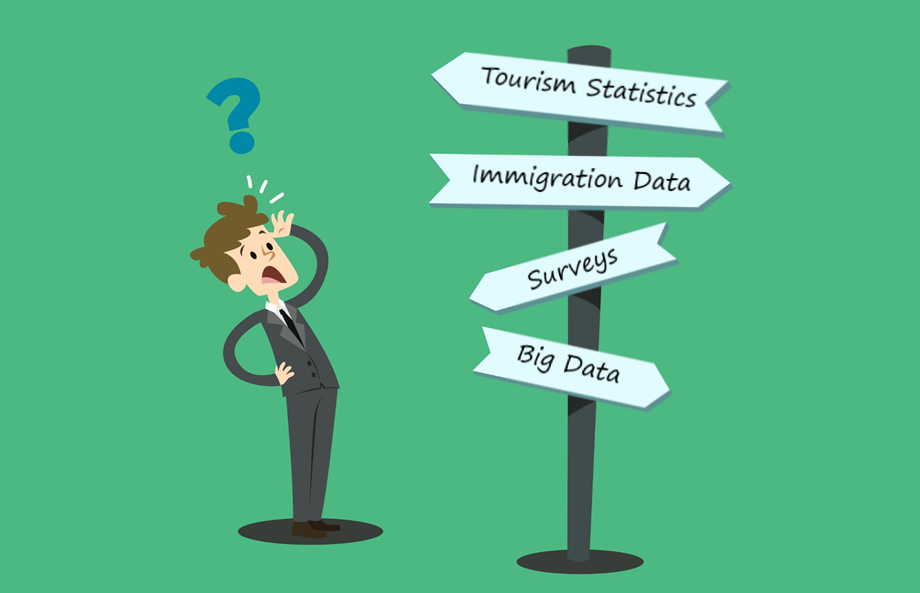 ?
Tourism Statistics
Immigration Data
Surveys
Big Data